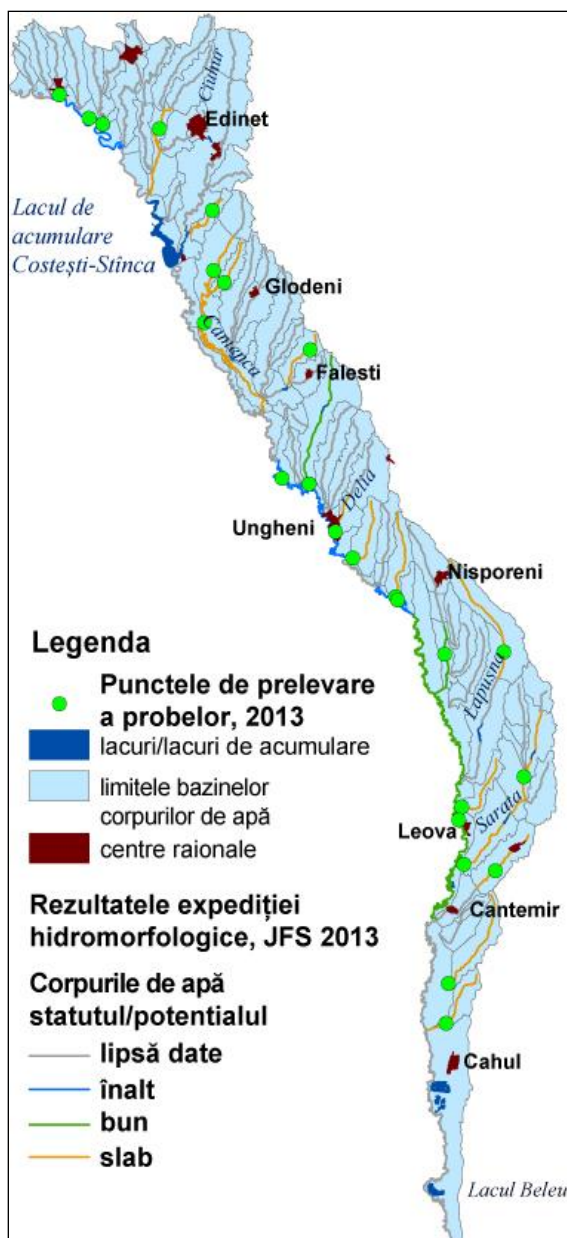 Ciuhur
Edinet
Lacul de
acumulare
Costești-Stînca
Glodeni
Camenca
Falesti
Delia
Ungheni
Nisporeni
Lapusna
Sarata
Leova
Cantemir
Cahul
Lacul Beleu
Legenda
Punctele de prelevare
a probelor, 2013
lacuri/lacuri de acumulare
limitele bazinelor
corpurilor de apă
centre raionale
Rezultatele expediției
hidromorfologice, JFS 2013
Corpurile de apă
statutul/potentialul
lipsă date
înalt
bun
slab